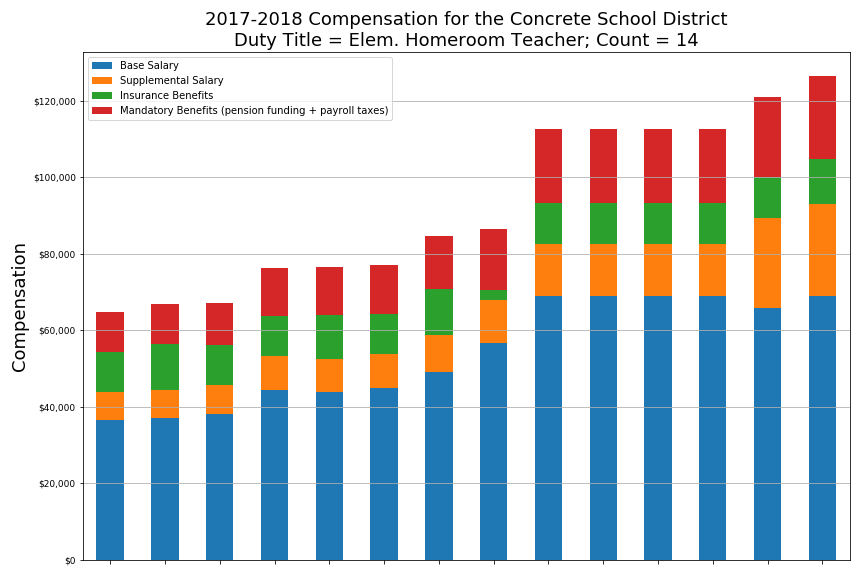 2017-2018 Compensation for the Concrete School District
Duty Title = Elem. Homeroom Teacher; Count = 14
Base Salary
Supplemental Salary
Insurance Benefits
Mandatory Benefits (pension funding + payroll taxes)
$120,000
$100,000
$80,000
$60,000
$40,000
$20,000
$0
Compensation